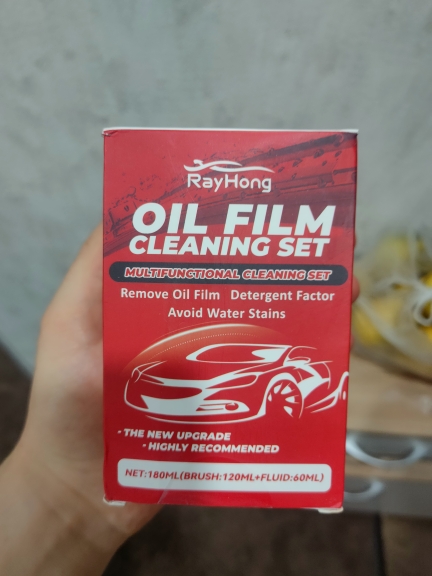 RayHong
OIL FILM
CLEANING SET
MULTIFUNCTIONAL CLEANING SET
Remove Oil Film Detergent Factor
Avoid Water Stains
· THE NEW UPGRADE
· HIGHLY RECOMMENDED
NET:180ML(BRUSH:120ML+FLUID:60ML)